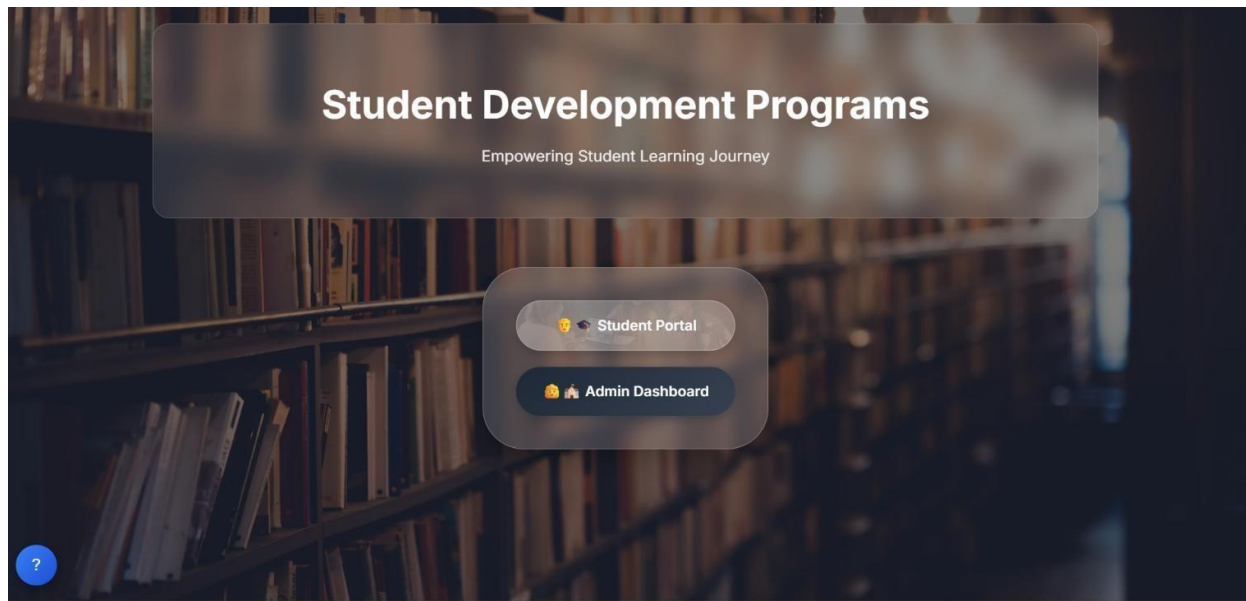 Student Development Programs
Empowering Student Learning Journey
Student Portal
Admin Dashboard
?